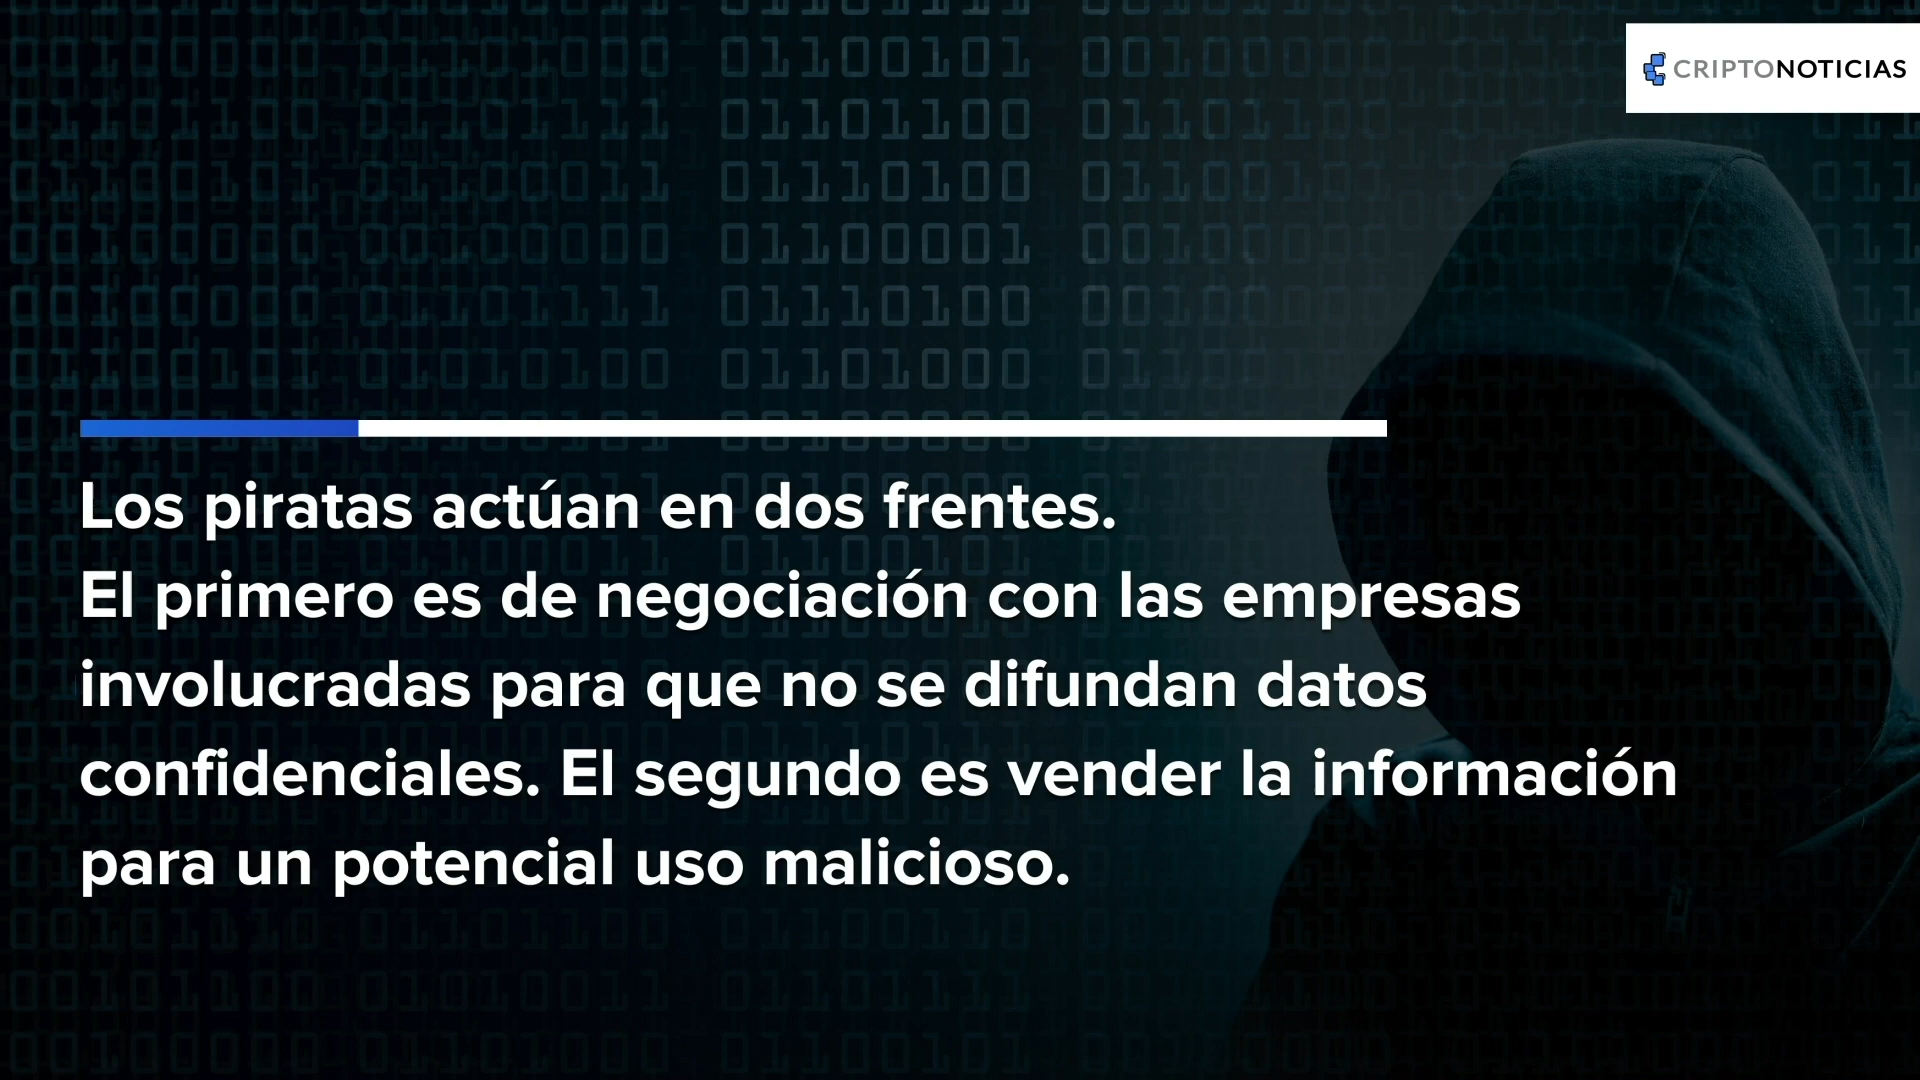 CRIPTONOTICIAS
Los piratas actúan en dos frentes.
El primero es de negociación con las empresas
involucradas para que no se difundan datos
confidenciales. El segundo es vender la información
para un potencial uso malicioso.